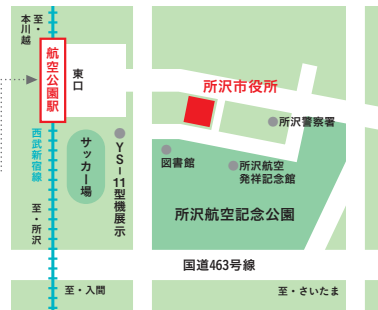 至・本川越
航空公園駅
東口
所沢市役所
所沢警察署
西武新宿線
サッカー場
YS-11型機展示
図書館
所沢航空
発祥記念館
所沢航空記念公園
至・所沢
国道463号線
至・入間
至・さいたま